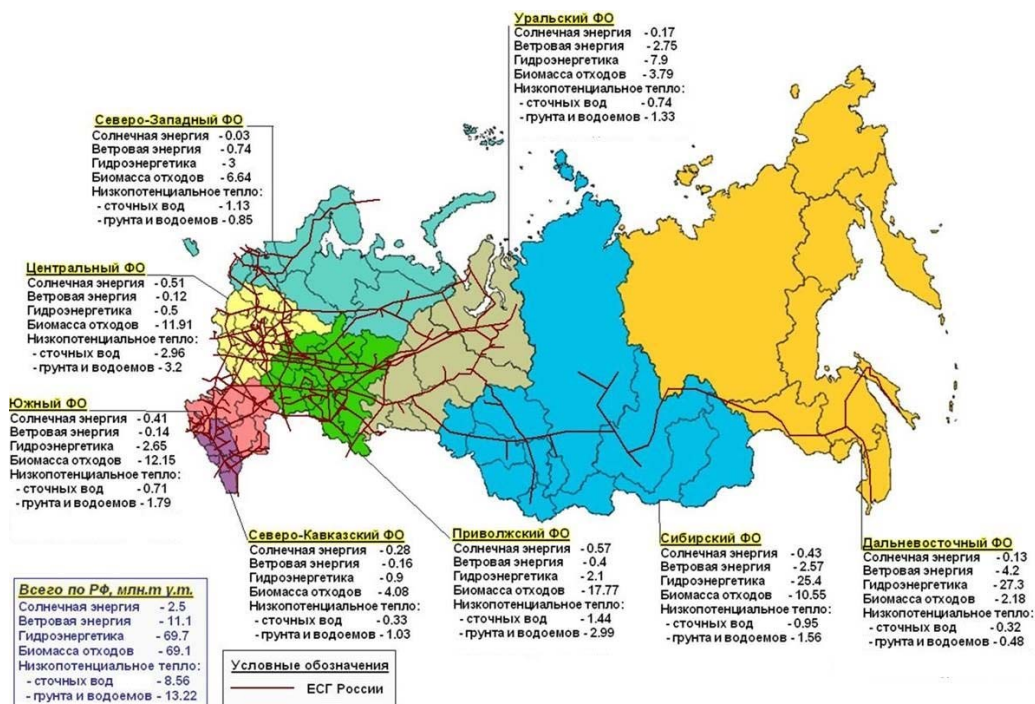 Уральский ФО
Солнечная энергия - 0.17
Ветровая энергия - 2.75
Гидроэнергетика - 7.9
Биомасса отходов - 3.79
Низкопотенциальное тепло:
- сточных вод - 0.74
- грунта и водоемов - 1.33
Северо-Западный ФО
Солнечная энергия - 0.03
Ветровая энергия - 0.74
Гидроэнергетика - 3
Биомасса отходов - 6.64
Низкопотенциальное тепло:
- сточных вод - 1.13
- грунта и водоемов - 0.85
Центральный ФО
Солнечная энергия - 0.51
Ветровая энергия - 0.12
Гидроэнергетика - 0.5
Биомасса отходов - 11.91
Низкопотенциальное тепло:
- сточных вод - 2.96
- грунта и водоемов - 3.2
Южный ФО
Солнечная энергия - 0.41
Ветровая энергия - 0.14
Гидроэнергетика - 2.65
Биомасса отходов - 12.15
Низкопотенциальное тепло:
- сточных вод - 0.71
- грунта и водоемов - 1.79
Северо-Кавказский ФО
Солнечная энергия - 0.28
Ветровая энергия - 0.16
Гидроэнергетика - 0.9
Биомасса отходов - 4.08
Низкопотенциальное тепло:
- сточных вод - 0.33
- грунта и водоемов - 1.03
Приволжский ФО
Солнечная энергия - 0.57
Ветровая энергия - 0.4
Гидроэнергетика - 2.1
Биомасса отходов - 17.77
Низкопотенциальное тепло:
- сточных вод - 1.44
- грунта и водоемов - 2.99
Сибирский ФО
Солнечная энергия - 0.43
Ветровая энергия - 2.57
Гидроэнергетика - 25.4
Биомасса отходов - 10.55
Низкопотенциальное тепло:
- сточных вод - 0.95
- грунта и водоемов - 1.56
Дальневосточный ФО
Солнечная энергия - 0.13
Ветровая энергия - 4.2
Гидроэнергетика - 27.3
Биомасса отходов - 2.18
Низкопотенциальное тепло:
- сточных вод - 0.32
- грунта и водоемов - 0.48
Всего по РФ, млн.т у.т.
Солнечная энергия - 2.5
Ветровая энергия - 11.1
Гидроэнергетика - 69.7
Биомасса отходов - 69.1
Низкопотенциальное тепло:
- сточных вод - 8.56
- грунта и водоемов - 13.22
Условные обозначения
ЕСГ России